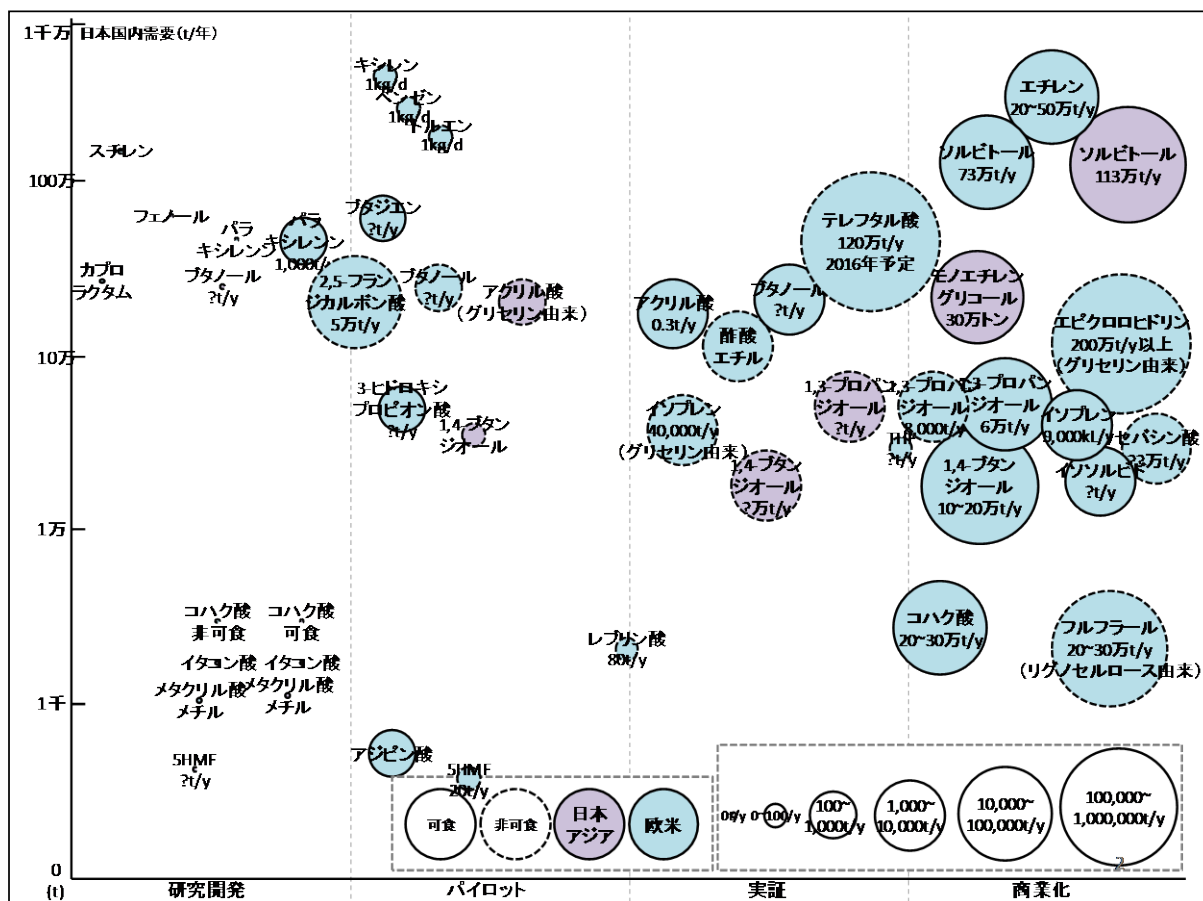 1千万
日本国内需要(t/年)
キシレン
1kg/d
ベンゼン
1kg/d
トルエン
1kg/d
エチレン
20~50万t/y
スチレン
ソルビトール
73万t/y
ソルビトール
113万t/y
100万
フェノール
パラ
キシレン
パラ
キシレン
1,000t/
ブタジエン
?t/y
テレフタル酸
120万t/y
2016年予定
カプロ
ラクタム
ブタノール
?t/y
2,5-フラン
ジカルボン酸
5万t/y
ブタノール
?t/y
アクリル酸
(グリセリン由来)
アクリル酸
0.3t/y
ブタノール
?t/y
酢酸
エチル
モノエチレン
グリコール
30万トン
エピクロロヒドリン
200万t/y以上
(グリセリン由来)
10万
3-ヒドロキシ
プロピオン酸
?t/y
1,4-ブタン
ジオール
イソプレン
40,000t/y
(グリセリン由来)
1,3-プロパン
ジオール
?t/y
1,3-プロパン
ジオール
8,000t/y
1,3-プロパン
ジオール
6万t/y
イソプレン
9,000kL/y
セバシン酸
22万t/y
?t/y
1,4-ブタン
ジオール
?万t/y
1,4-ブタン
ジオール
10~20万t/y
イソソルビド
?t/y
1万
コハク酸
非可食
コハク酸
可食
コハク酸
20~30万t/y
フルフラール
20~30万t/y
(リグノセルロース由来)
レブリン酸
80t/y
イタコン酸
イタコン酸
メタクリル酸
メチル
メタクリル酸
メチル
1千
アジピン酸
5HMF
?t/y
5HMF
20t/y
可食
非可食
日本
アジア
欧米
0t/y
0~100/y
100~
1,000t/y
1,000~
10,000t/y
10,000~
100,000t/y
100,000~
1,000,000t/y
2
0
(t)
研究開発
パイロット
実証
商業化